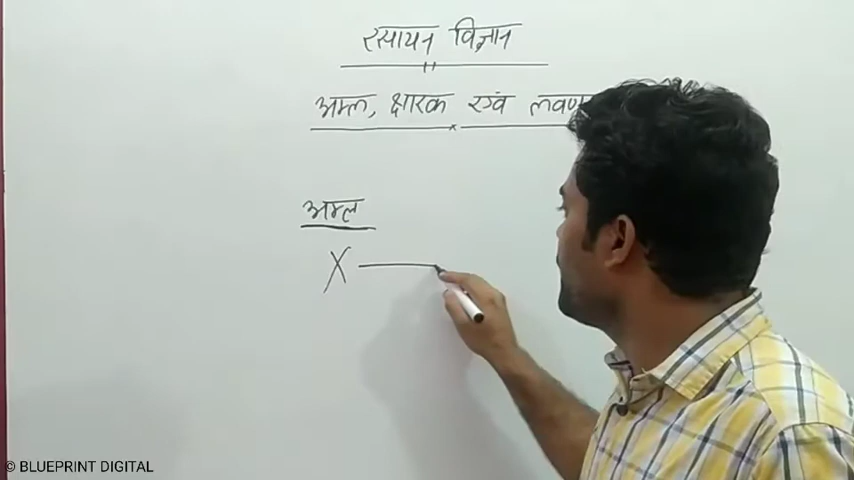 रसायन विज्ञान
अम्ल, क्षारक एवं लवण
अम्ल
X
© BLUEPRINT DIGITAL